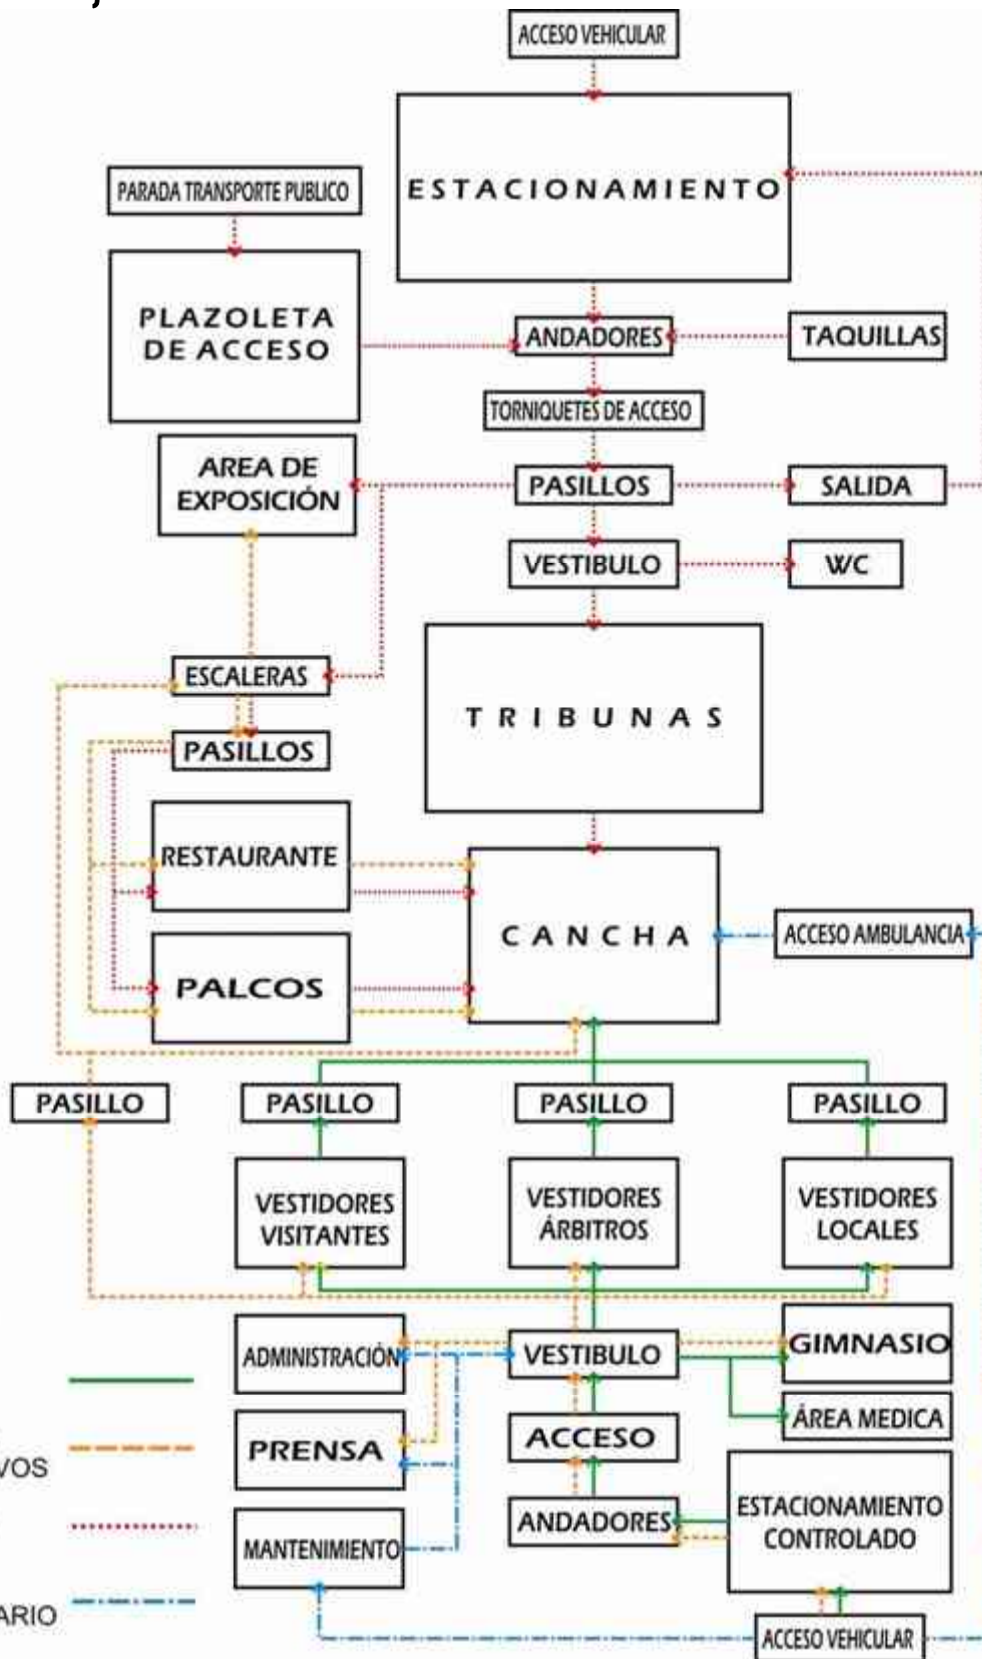 ACCESO VEHICULAR
ESTACIONAMIENTO
PARADA TRANSPORTE PUBLICO
PLAZOLETA
DE ACCESO
ANDADORES
TAQUILLAS
TORNIQUETES DE ACCESO
AREA DE
EXPOSICIÓN
PASILLOS
SALIDA
VESTIBULO
WC
ESCALERAS
TRIBUNAS
PASILLOS
RESTAURANTE
CANCHA
ACCESO AMBULANCIA
PALCOS
PASILLO
PASILLO
PASILLO
PASILLO
VESTIDORES
VISITANTES
VESTIDORES
ÁRBITROS
VESTIDORES
LOCALES
ADMINISTRACIÓN
VESTIBULO
GIMNASIO
ÁREA MEDICA
PRENSA
ACCESO
VOS
ESTACIONAMIENTO
CONTROLADO
ANDADORES
MANTENIMIENTO
ARIO
ACCESO VEHICULAR